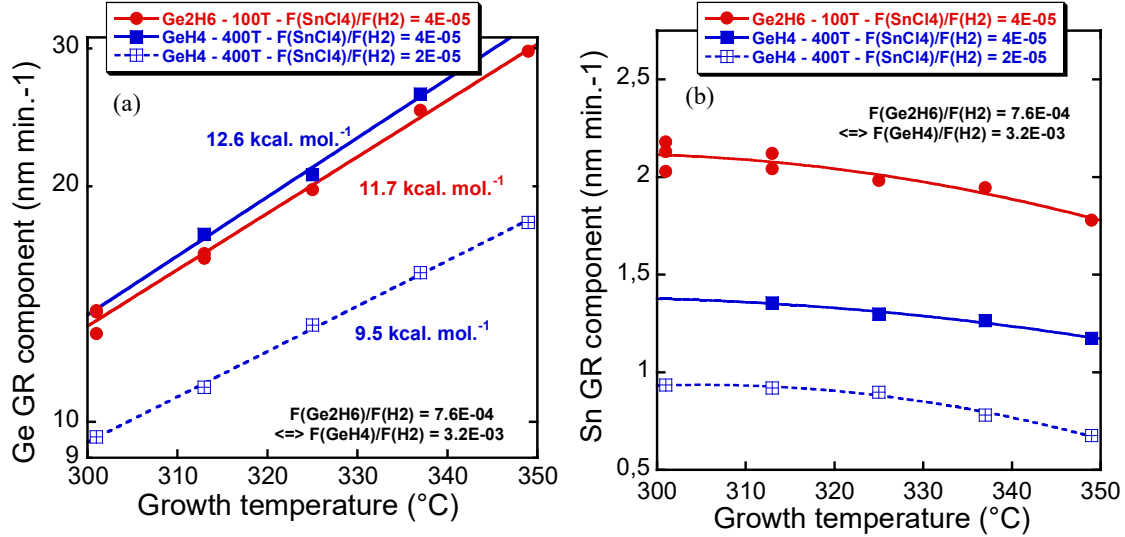 Ge2H6 - 100T - F(SnCl4)/F(H2) = 4E-05
GeH4 - 400T - F(SnCl4)/F(H2) = 4E-05
GeH4 - 400T - F(SnCl4)/F(H2) = 2E-05
(a)
12.6 kcal. mol.-1
11.7 kcal. mol.-1
9.5 kcal. mol.-1
F(Ge2H6)/F(H2) = 7.6E-04
<=> F(GeH4)/F(H2) = 3.2E-03
Ge GR component (nm min.-1)
30
20
10
9
300 310 320 330 340 350
Growth temperature (°C)
Ge2H6 - 100T - F(SnCl4)/F(H2) = 4E-05
GeH4 - 400T - F(SnCl4)/F(H2) = 4E-05
GeH4 - 400T - F(SnCl4)/F(H2) = 2E-05
(b)
F(Ge2H6)/F(H2) = 7.6E-04
<=> F(GeH4)/F(H2) = 3.2E-03
Sn GR component (nm min.-1)
2,5
2
1,5
1
0,5
300 310 320 330 340 350
Growth temperature (°C)